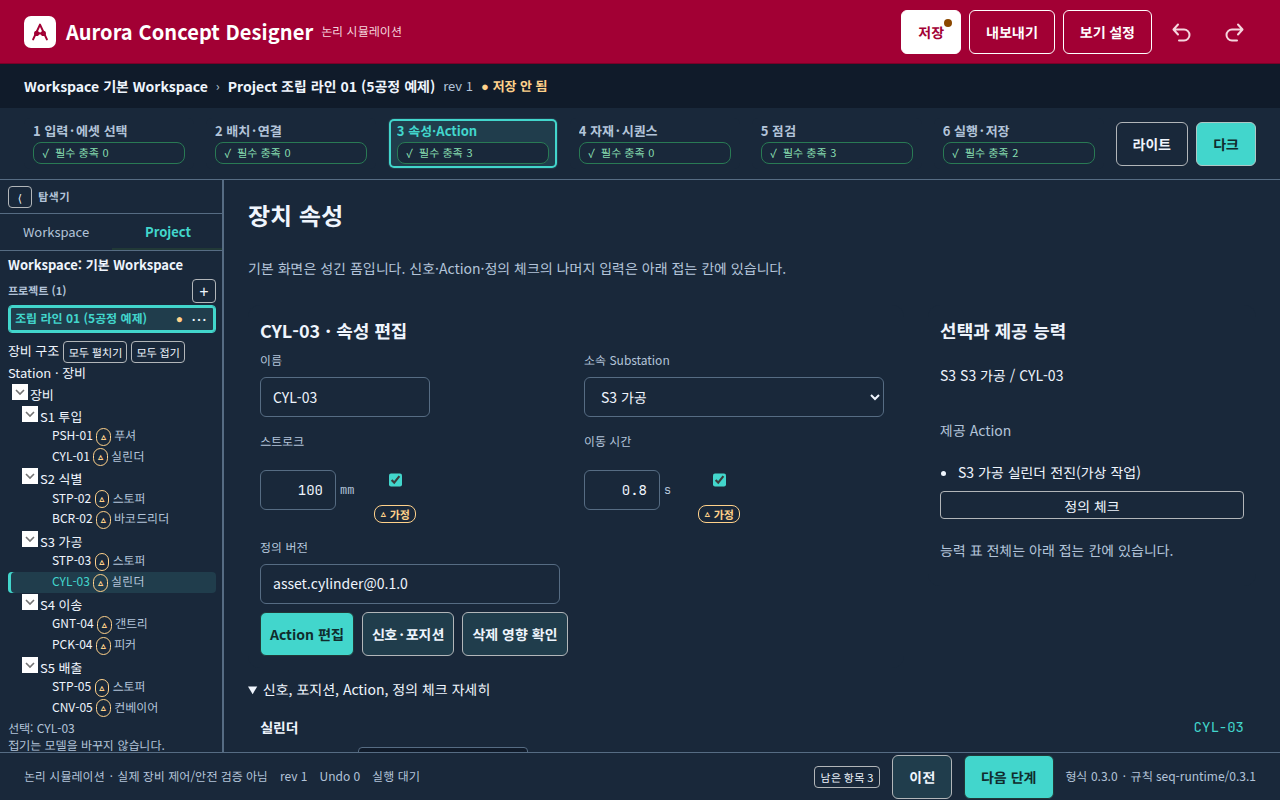 Aurora Concept Designer 논리 시뮬레이션
저장 내보내기 보기 설정
Workspace 기본 Workspace › Project 조립 라인 01 (5공정 예제) rev 1 ● 저장 안 됨
1 입력·에셋 선택
✓ 필수 충족 0
2 배치·연결
✓ 필수 충족 0
3 속성·Action
✓ 필수 충족 3
4 자재·시퀀스
✓ 필수 충족 0
5 점검
✓ 필수 충족 3
6 실행·저장
✓ 필수 충족 2
라이트 다크
⟨ 탐색기
Workspace Project
Workspace: 기본 Workspace
프로젝트 (1) +
조립 라인 01 (5공정 예제) ● ···
장비 구조 모두 펼치기 모두 접기
Station · 장비
장비
S1 투입
PSH-01 △ 푸셔
CYL-01 △ 실린더
S2 식별
STP-02 △ 스토퍼
BCR-02 △ 바코드리더
S3 가공
STP-03 △ 스토퍼
CYL-03 △ 실린더
S4 이송
GNT-04 △ 갠트리
PCK-04 △ 피커
S5 배출
STP-05 △ 스토퍼
CNV-05 △ 컨베이어
선택: CYL-03
접기는 모델을 바꾸지 않습니다.
장치 속성
기본 화면은 성긴 폼입니다. 신호·Action·정의 체크의 나머지 입력은 아래 접는 칸에 있습니다.
CYL-03 · 속성 편집
이름
CYL-03
소속 Substation
S3 가공
스트로크
100 mm
△ 가정
이동 시간
0.8 s
△ 가정
정의 버전
asset.cylinder@0.1.0
Action 편집 신호·포지션 삭제 영향 확인
▼ 신호, 포지션, Action, 정의 체크 자세히
실린더 CYL-03
선택과 제공 능력
S3 S3 가공 / CYL-03
제공 Action
• S3 가공 실린더 전진(가상 작업)
정의 체크
능력 표 전체는 아래 접는 칸에 있습니다.
논리 시뮬레이션 · 실제 장비 제어/안전 검증 아님 rev 1 Undo 0 실행 대기
남은 항목 3 이전 다음 단계 형식 0.3.0 · 규칙 seq-runtime/0.3.1